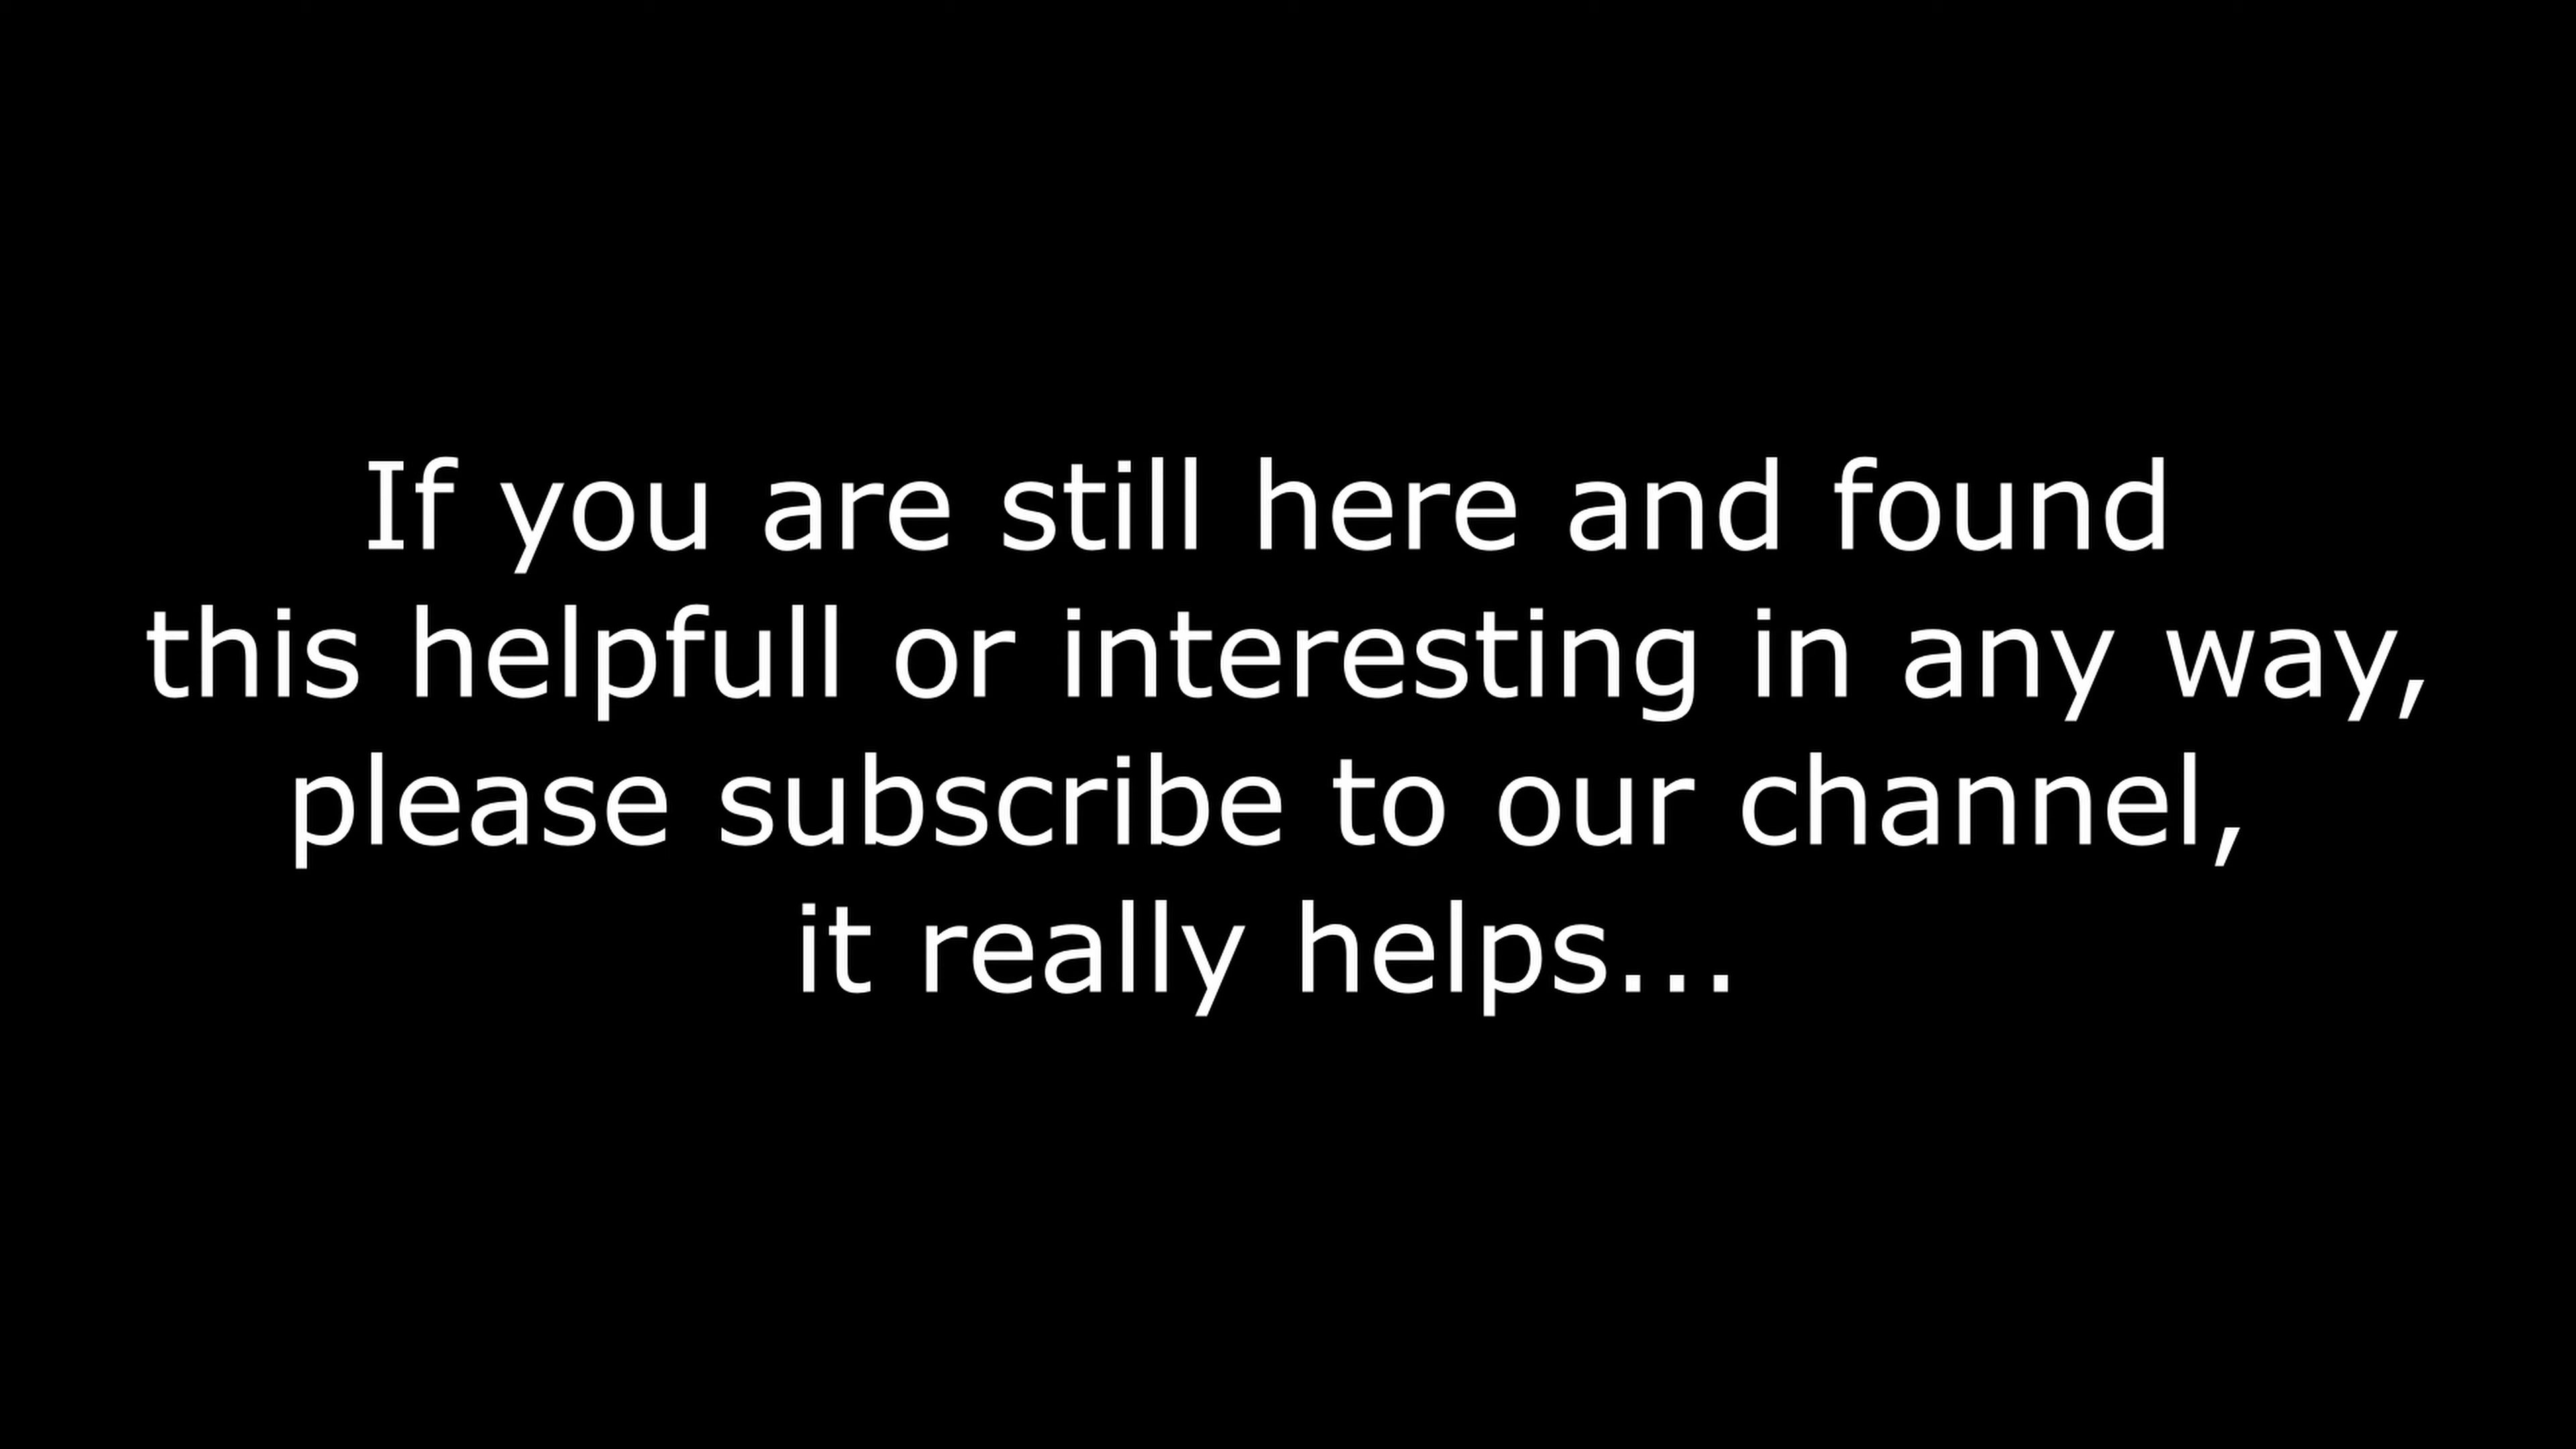 If you are still here and found
this helpfull or interesting in any way,
please subscribe to our channel,
it really helps...